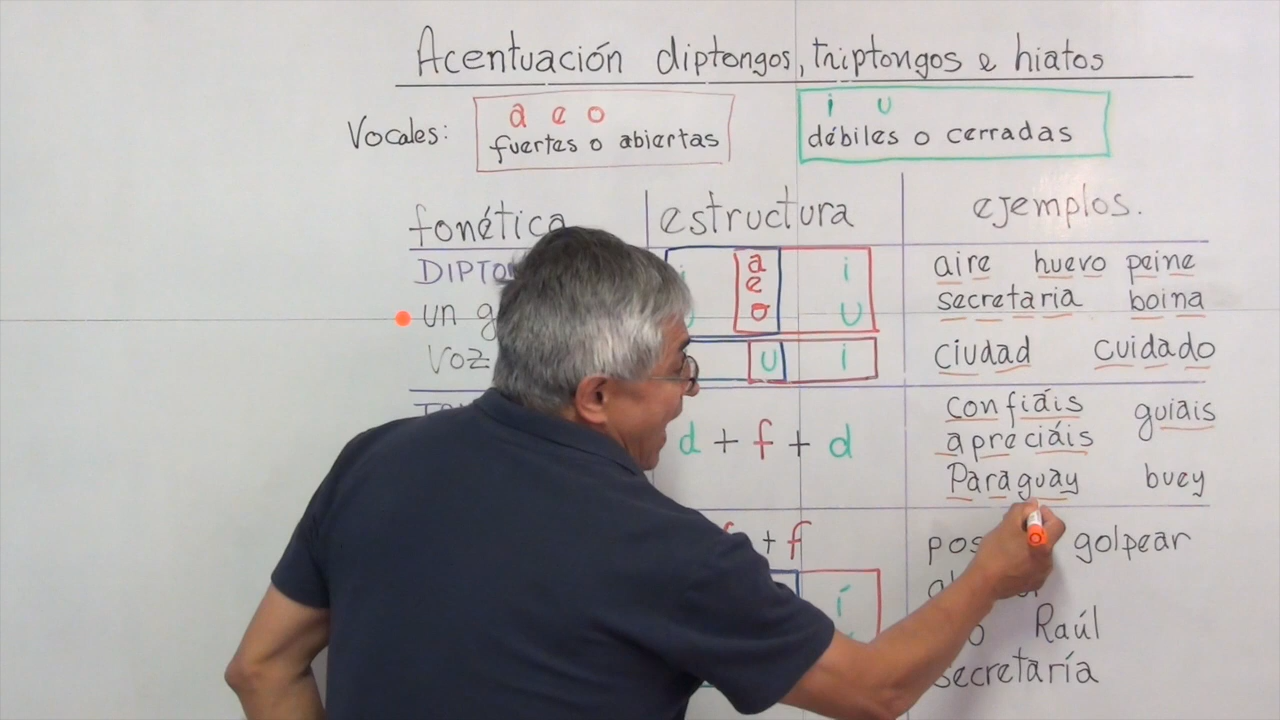 Acentuación diptongos, triptongos e hiatos
a e o
i u
Vocales: fuertes o abiertas
débiles o cerradas
fonética estructura ejemplos.
i a i
e
o u
aire huevo peine
un
secretaria boina
voz u i
ciudad cuidado
confiáis guiais
d + f + d
apreciáis
Paraguay buey
+ f
golpear
í
Raúl
secretaría